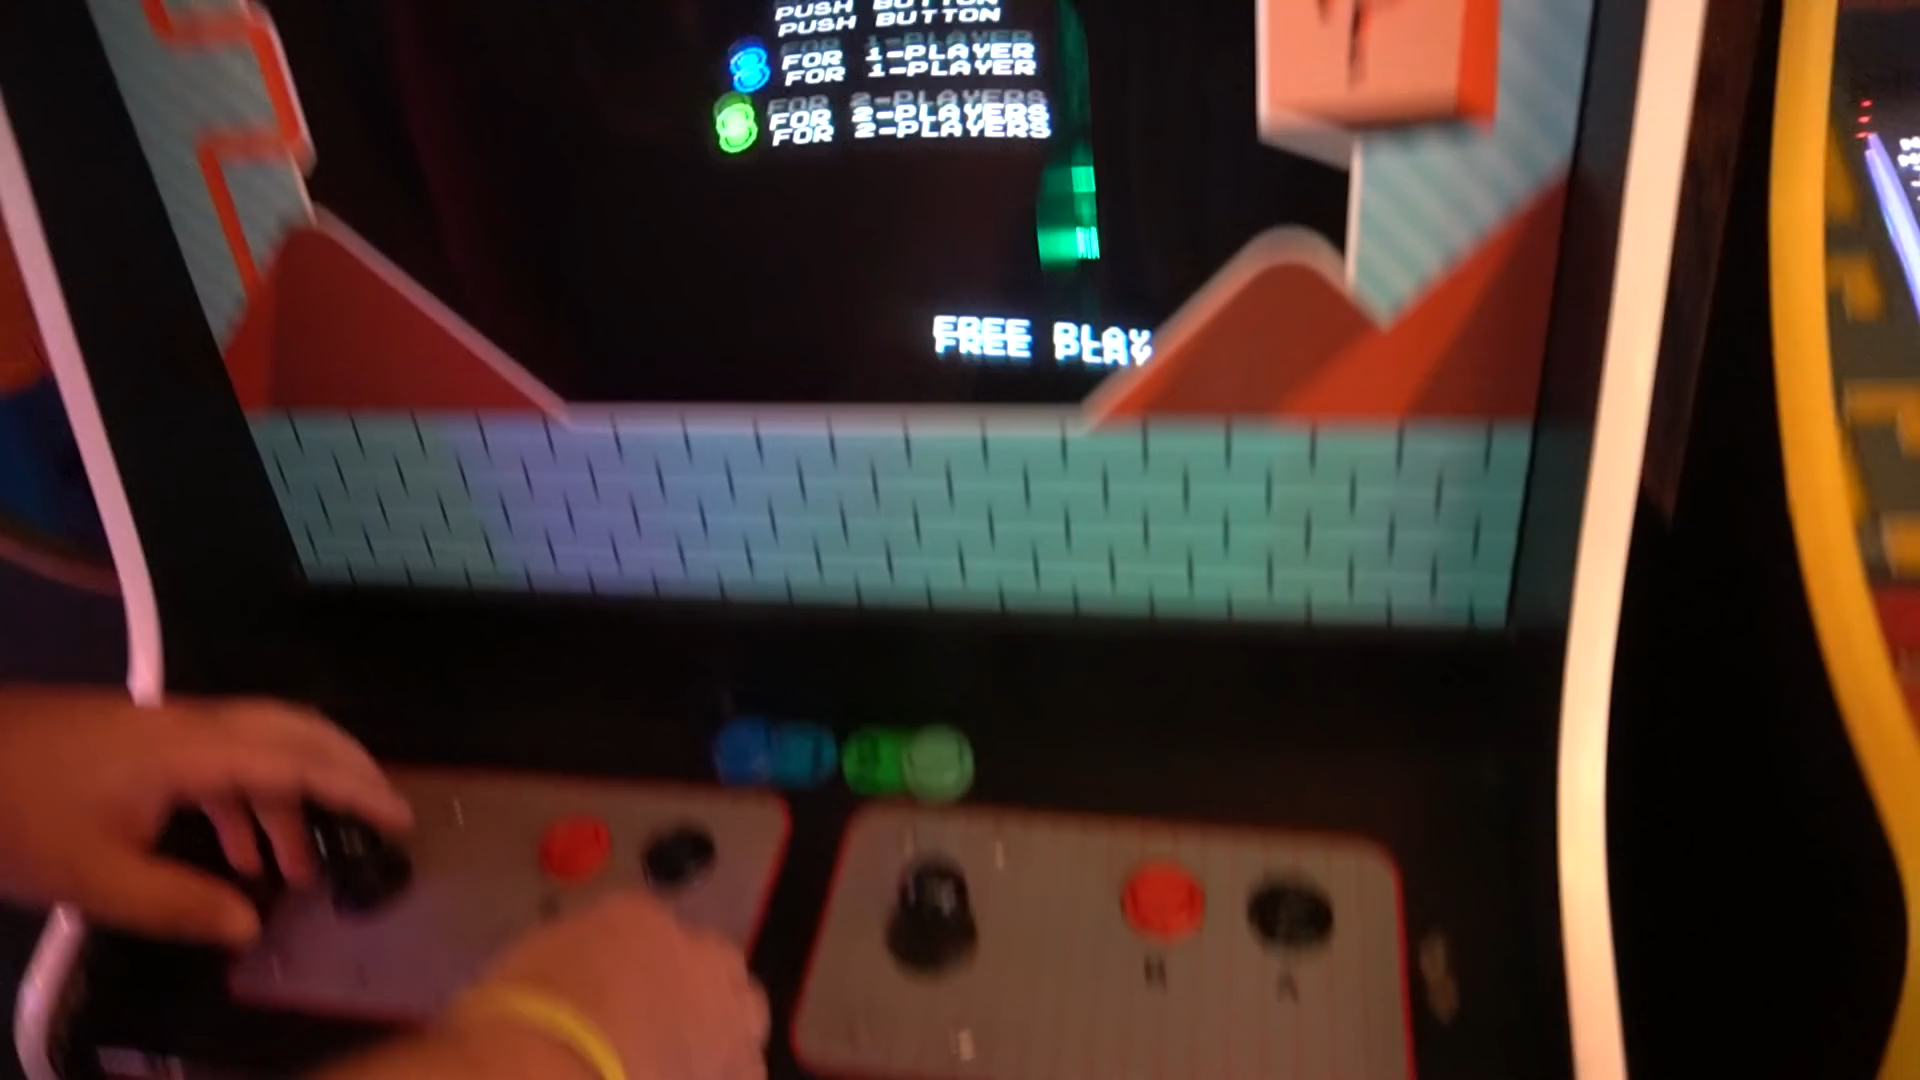 PUSH BUTTON
FOR 1-PLAYER
FOR 2-PLAYERS
FREE PLAY
B
A